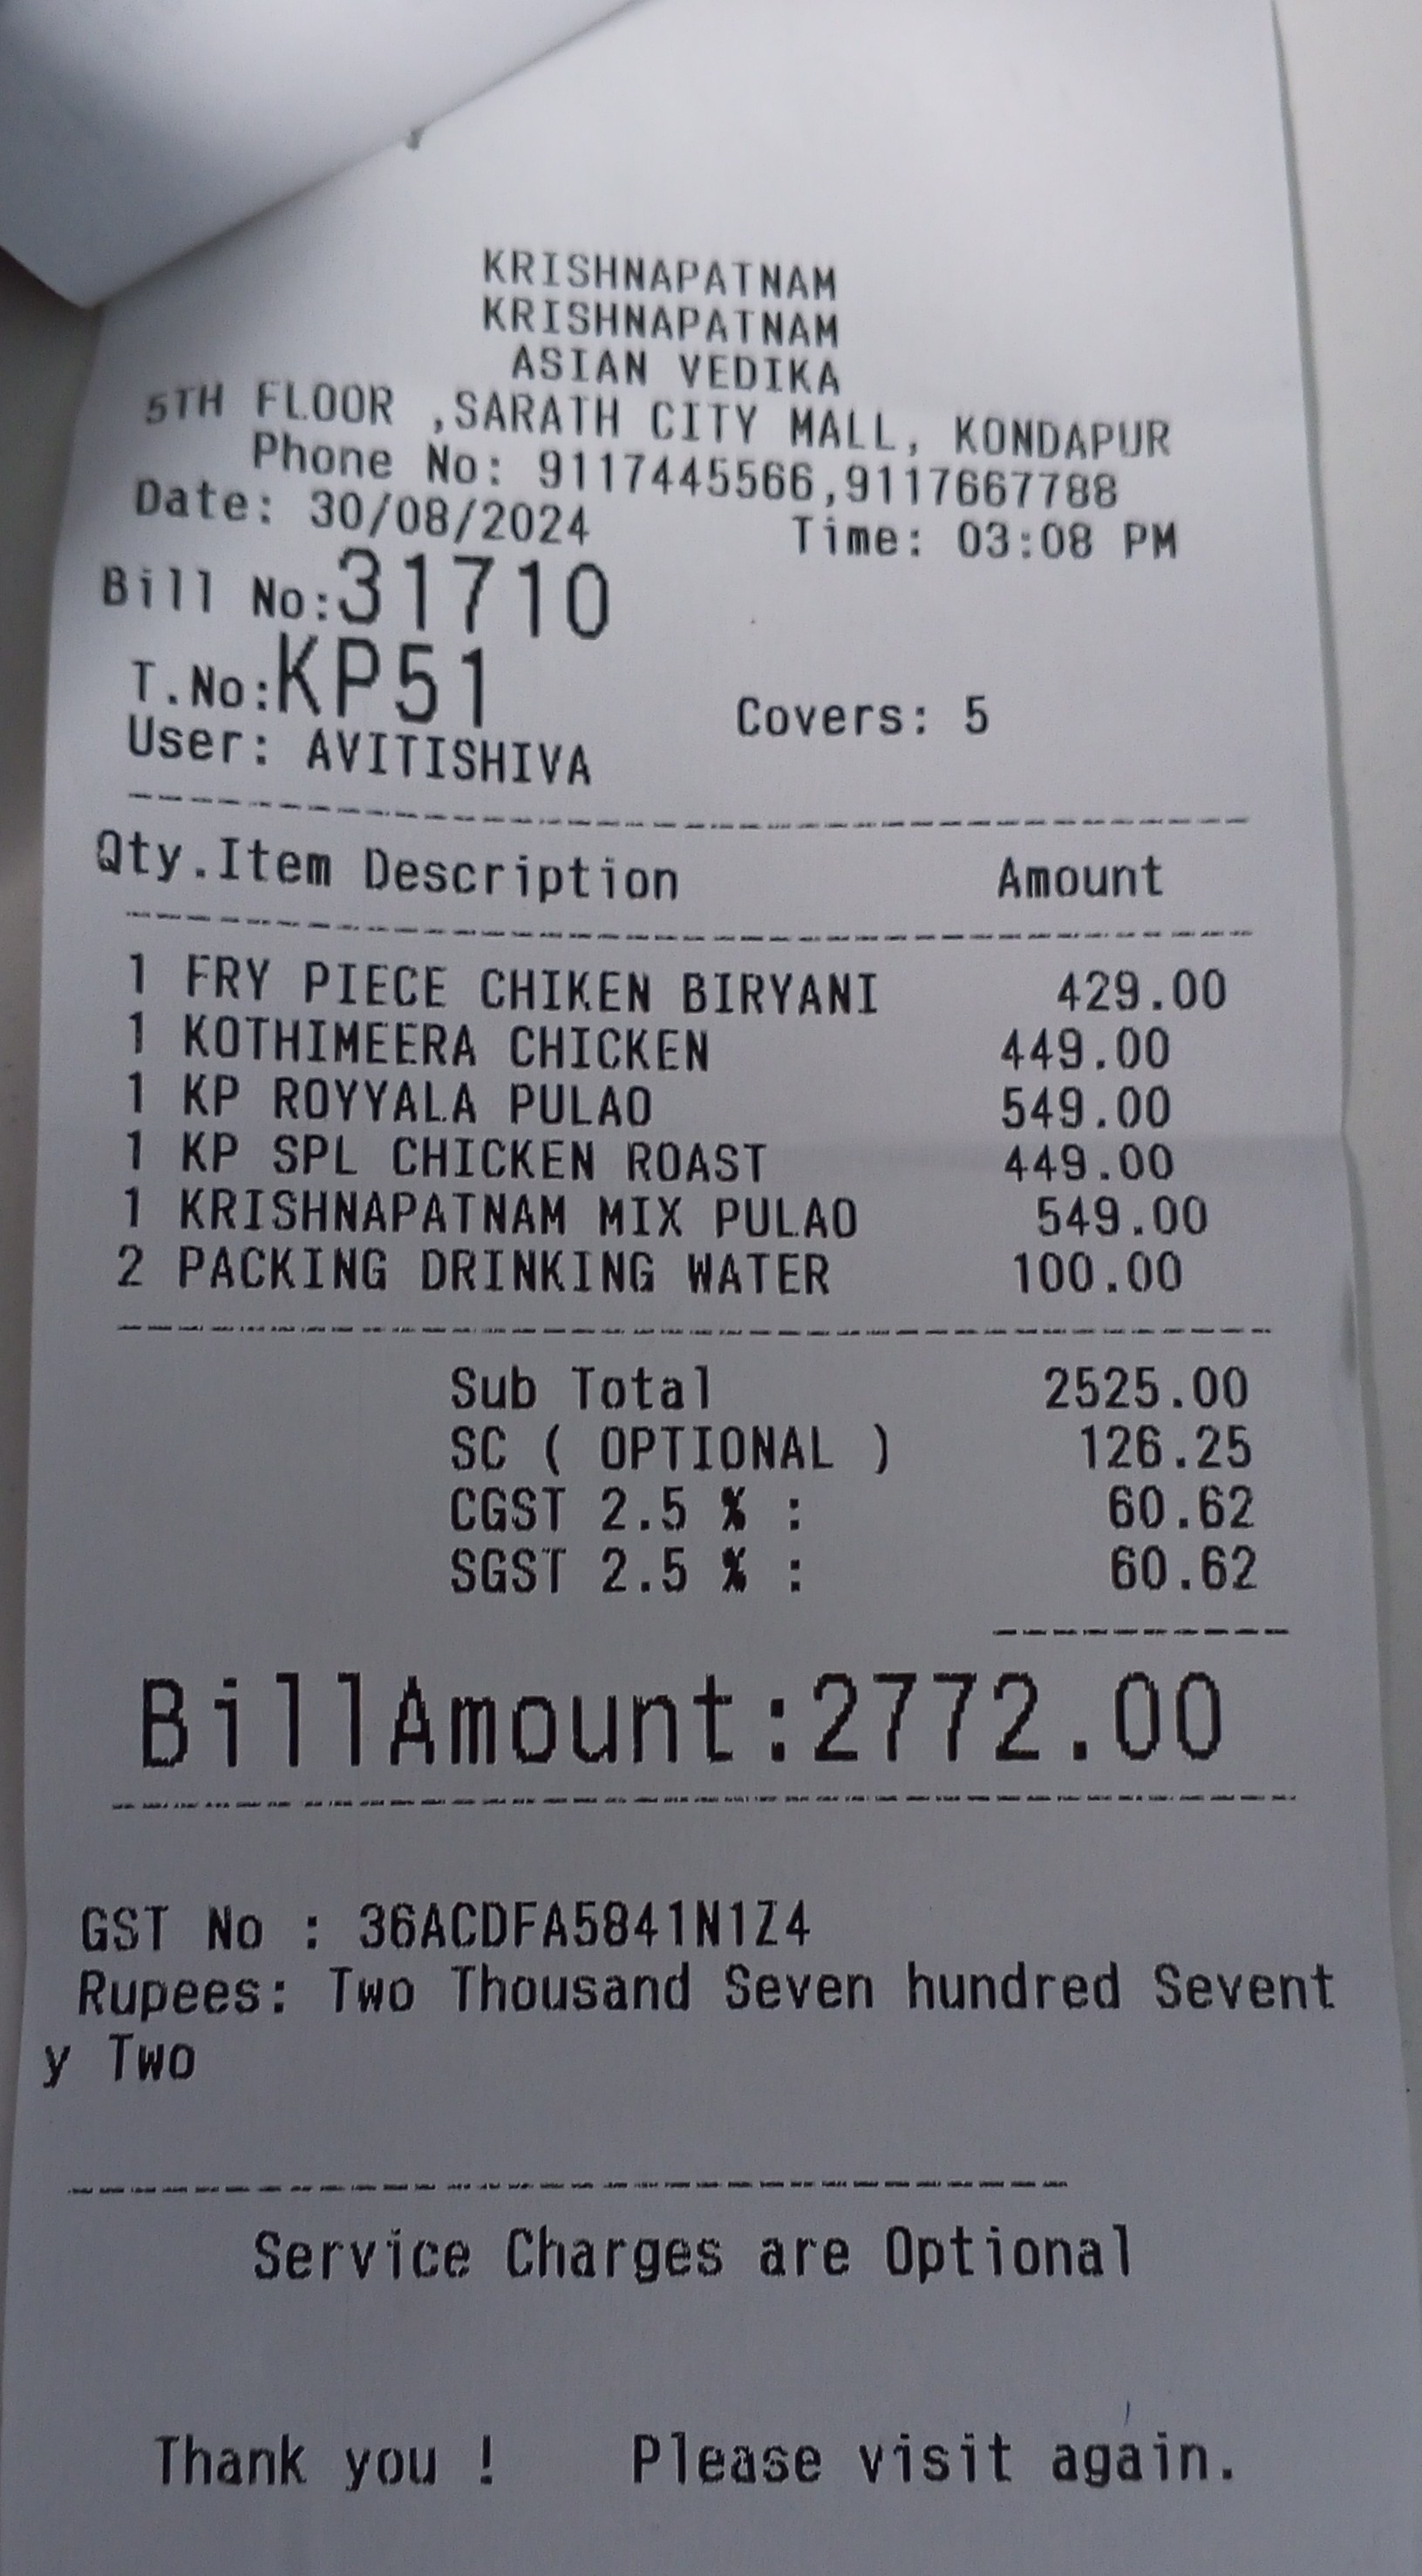 KRISHNAPATNAM
KRISHNAPATNAM
ASIAN VEDIKA
5TH FLOOR ,SARATH CITY MALL, KONDAPUR
Phone No: 9117445566,9117667788
Date: 30/08/2024 Time: 03:08 PM
Bill No:31710
T.No:KP51 Covers: 5
User: AVITISHIVA
Qty.Item Description Amount
1 FRY PIECE CHIKEN BIRYANI 429.00
1 KOTHIMEERA CHICKEN 449.00
1 KP ROYYALA PULAO 549.00
1 KP SPL CHICKEN ROAST 449.00
1 KRISHNAPATNAM MIX PULAO 549.00
2 PACKING DRINKING WATER 100.00
Sub Total 2525.00
SC ( OPTIONAL ) 126.25
CGST 2.5 % : 60.62
SGST 2.5 % : 60.62
BillAmount:2772.00
GST No : 36ACDFA5841N1Z4
Rupees: Two Thousand Seven hundred Sevent
y Two
Service Charges are Optional
Thank you ! Please visit again.